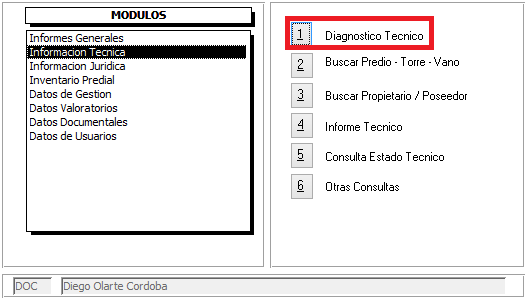 MODULOS
Informes Generales
Informacion Tecnica
Informacion Juridica
Inventario Predial
Datos de Gestion
Datos Valoratorios
Datos Documentales
Datos de Usuarios
1 Diagnostico Tecnico
2 Buscar Predio - Torre - Vano
3 Buscar Propietario / Poseedor
4 Informe Tecnico
5 Consulta Estado Tecnico
6 Otras Consultas
DOC Diego Olarte Cordoba